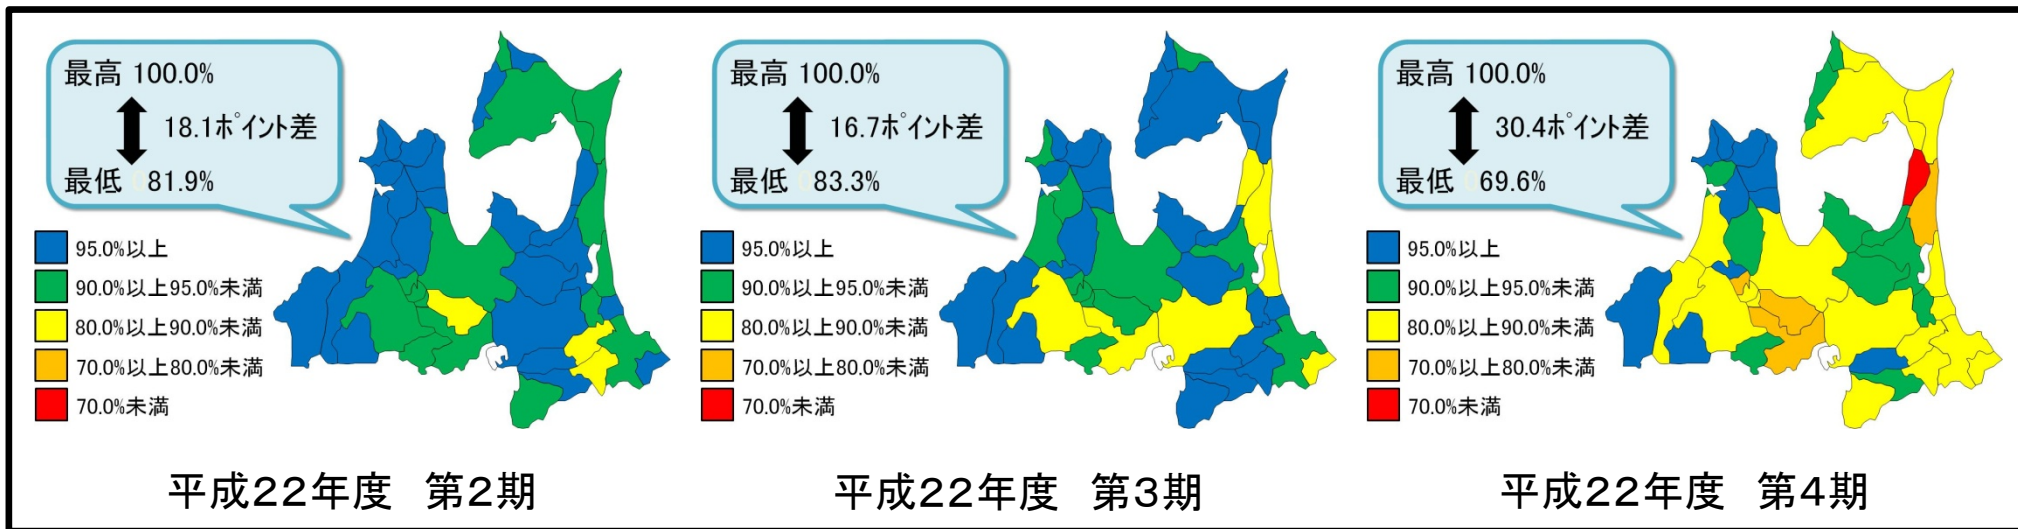 最高 100.0%
18.1ポイント差
最低 81.9%
95.0%以上
90.0%以上95.0%未満
80.0%以上90.0%未満
70.0%以上80.0%未満
70.0%未満
平成22年度 第2期
最高 100.0%
16.7ポイント差
最低 83.3%
95.0%以上
90.0%以上95.0%未満
80.0%以上90.0%未満
70.0%以上80.0%未満
70.0%未満
平成22年度 第3期
最高 100.0%
30.4ポイント差
最低 69.6%
95.0%以上
90.0%以上95.0%未満
80.0%以上90.0%未満
70.0%以上80.0%未満
70.0%未満
平成22年度 第4期